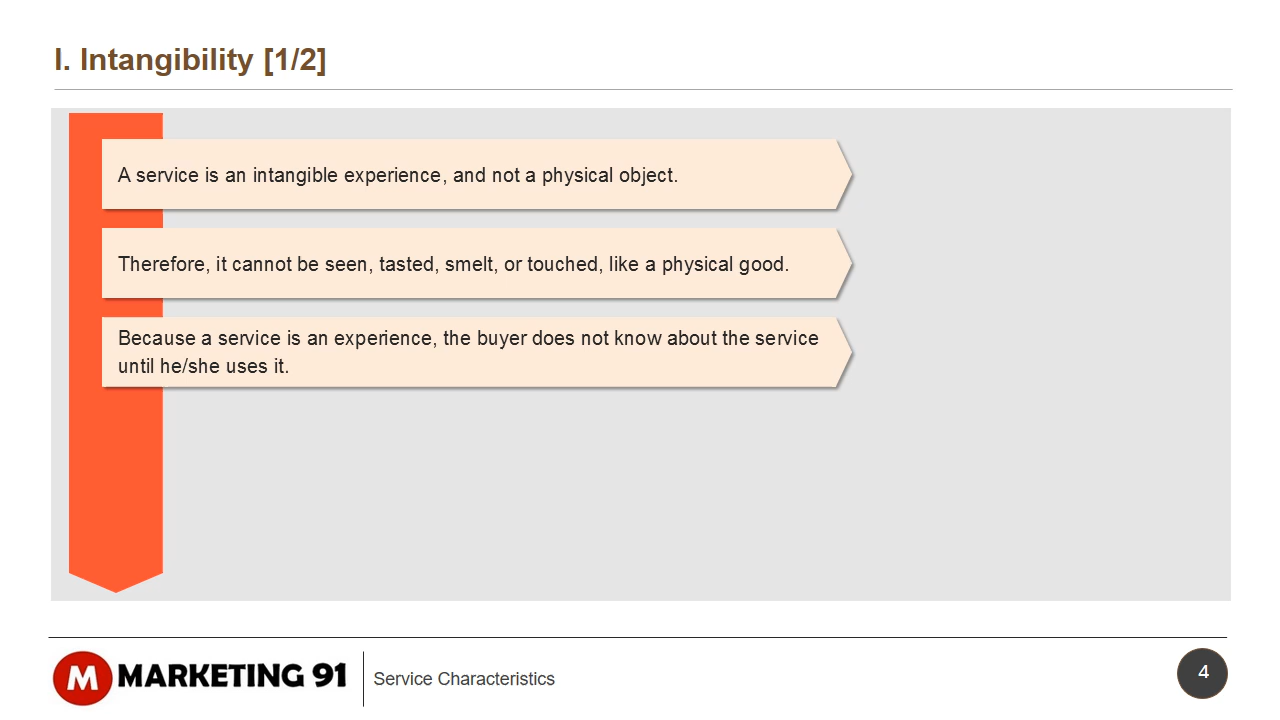 I. Intangibility [1/2]
A service is an intangible experience, and not a physical object.
Therefore, it cannot be seen, tasted, smelt, or touched, like a physical good.
Because a service is an experience, the buyer does not know about the service
until he/she uses it.
M MARKETING 91
Service Characteristics
4